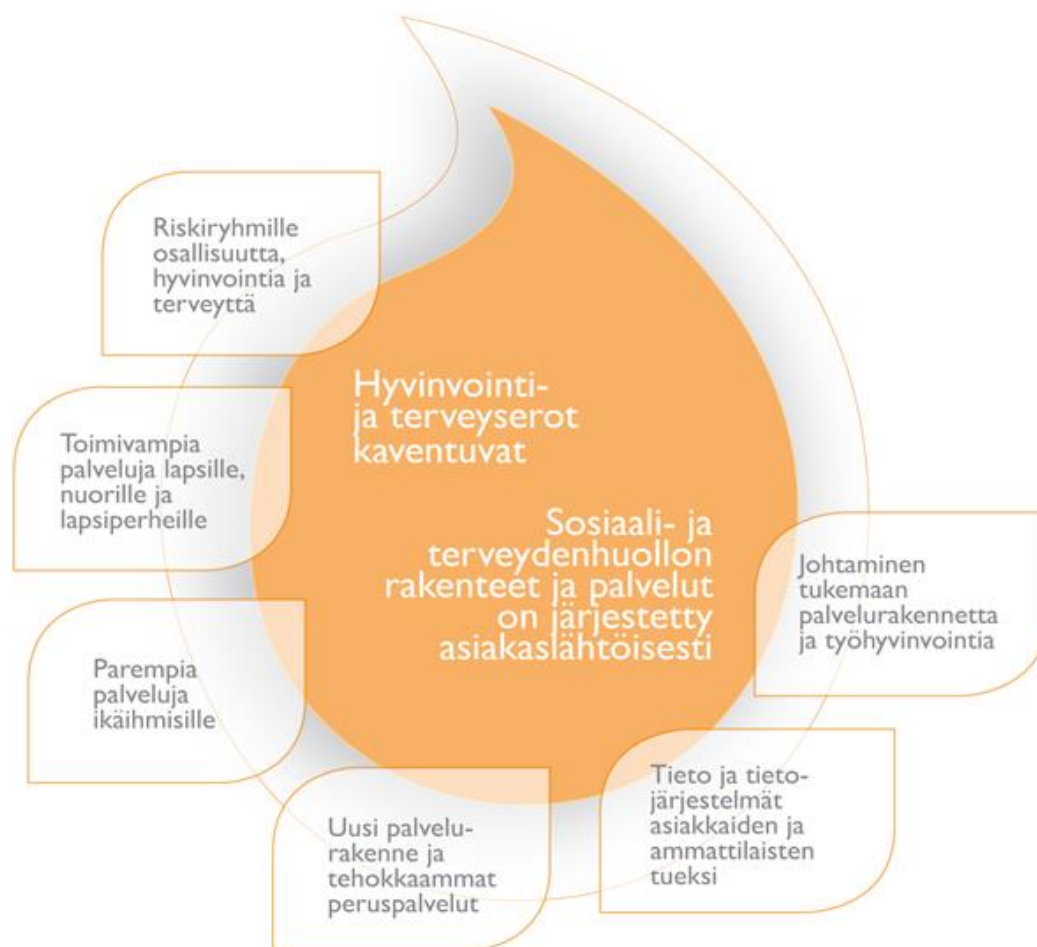 Riskiryhmille
osallisuutta,
hyvinvointia ja
terveyttä
Hyvinvointi-
ja terveyserot
kaventuvat
Toimivampia
palveluja lapsille,
nuorille ja
lapsiperheille
Sosiaali- ja
terveydenhuollon
rakenteet ja palvelut
on järjestetty
asiakaslähtöisesti
Johtaminen
tukemaan
palvelurakennetta
ja työhyvinvointia
Parempia
palveluja
ikäihmisille
Uusi palvelu-
rakenne ja
tehokkaammat
peruspalvelut
Tieto ja tieto-
järjestelmät
asiakkaiden ja
ammattilaisten
tueksi